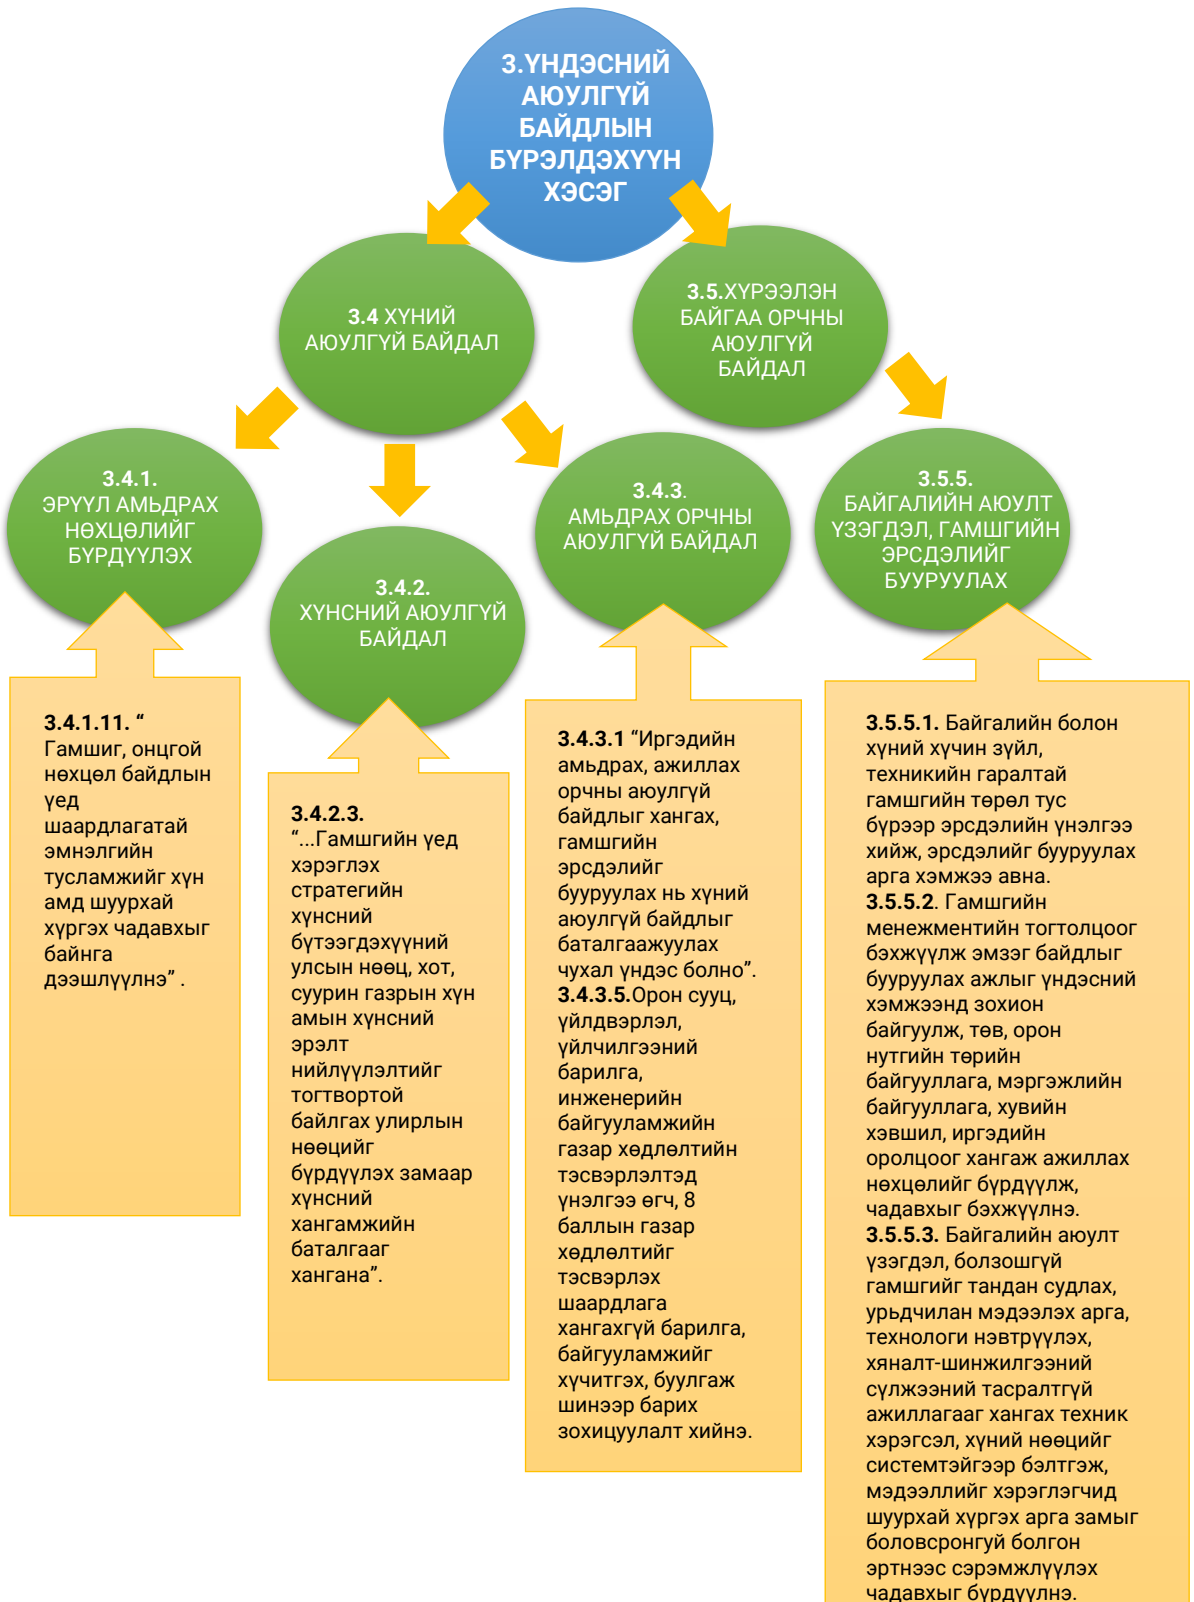 3.ҮНДЭСНИЙ
АЮУЛГҮЙ
БАЙДЛЫН
БҮРЭЛДЭХҮҮН
ХЭСЭГ
3.4 ХҮНИЙ
АЮУЛГҮЙ БАЙДАЛ
3.5.ХҮРЭЭЛЭН
БАЙГАА ОРЧНЫ
АЮУЛГҮЙ
БАЙДАЛ
3.4.1.
ЭРҮҮЛ АМЬДРАХ
НӨХЦӨЛИЙГ
БҮРДҮҮЛЭХ
3.4.2.
ХҮНСНИЙ АЮУЛГҮЙ
БАЙДАЛ
3.4.3.
АМЬДРАХ ОРЧНЫ
АЮУЛГҮЙ БАЙДАЛ
3.5.5.
БАЙГАЛИЙН АЮУЛТ
ҮЗЭГДЭЛ, ГАМШГИЙН
ЭРСДЭЛИЙГ
БУУРУУЛАХ
3.4.1.11. “
Гамшиг, онцгой
нөхцөл байдлын
үед
шаардлагатай
эмнэлгийн
тусламжийг хүн
амд шуурхай
хүргэх чадавхыг
байнга
дээшлүүлнэ” .
3.4.2.3.
“...Гамшгийн үед
хэрэглэх
стратегийн
хүнсний
бүтээгдэхүүний
улсын нөөц, хот,
суурин газрын хүн
амын хүнсний
эрэлт
нийлүүлэлтийг
тогтвортой
байлгах улирлын
нөөцийг
бүрдүүлэх замаар
хүнсний
хангамжийн
баталгааг
хангана”.
3.4.3.1 “Иргэдийн
амьдрах, ажиллах
орчны аюулгүй
байдлыг хангах,
гамшгийн
эрсдэлийг
бууруулах нь хүний
аюулгүй байдлыг
баталгаажуулах
чухал үндэс болно”.
3.4.3.5.Орон сууц,
үйлдвэрлэл,
үйлчилгээний
барилга,
инженерийн
байгууламжийн
газар хөдлөлтийн
тэсвэрлэлтэд
үнэлгээ өгч, 8
баллын газар
хөдлөлтийг
тэсвэрлэх
шаардлага
хангахгүй барилга,
байгууламжийг
хүчитгэх, буулгаж
шинээр барих
зохицуулалт хийнэ.
3.5.5.1. Байгалийн болон
хүний хүчин зүйл,
техникийн гаралтай
гамшгийн төрөл тус
бүрээр эрсдэлийн үнэлгээ
хийж, эрсдэлийг бууруулах
арга хэмжээ авна.
3.5.5.2. Гамшгийн
менежментийн тогтолцоог
бэхжүүлж эмзэг байдлыг
бууруулах ажлыг үндэсний
хэмжээнд зохион
байгуулж, төв, орон
нутгийн төрийн
байгууллага, мэргэжлийн
байгууллага, хувийн
хэвшил, иргэдийн
оролцоог хангаж ажиллах
нөхцөлийг бүрдүүлж,
чадавхыг бэхжүүлнэ.
3.5.5.3. Байгалийн аюулт
үзэгдэл, болзошгүй
гамшгийг тандан судлах,
урьдчилан мэдээлэх арга,
технологи нэвтрүүлэх,
хяналт-шинжилгээний
сүлжээний тасралтгүй
ажиллагааг хангах техник
хэрэгсэл, хүний нөөцийг
системтэйгээр бэлтгэж,
мэдээллийг хэрэглэгчид
шуурхай хүргэх арга замыг
боловсронгуй болгон
эртнээс сэрэмжлүүлэх
чадавхыг бүрдүүлнэ.